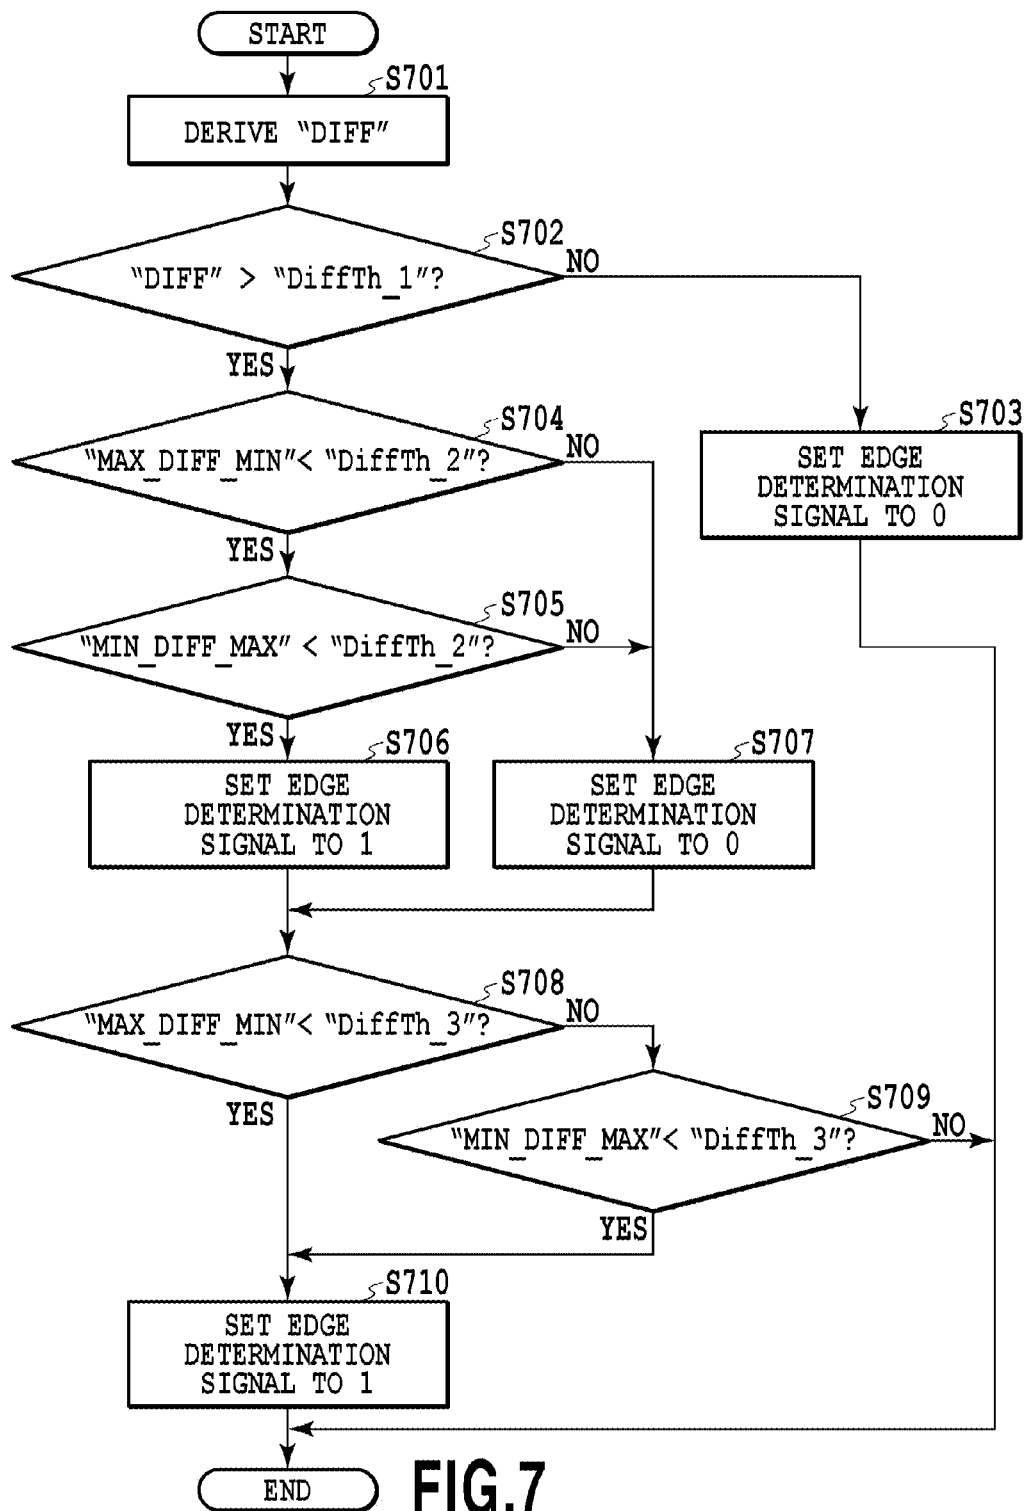 START
S701
DERIVE “DIFF”
S702
“DIFF” > “DiffTh_1”?
NO
YES
S704
“MAX_DIFF_MIN”< “DiffTh_2”?
NO
S703
SET EDGE
DETERMINATION
SIGNAL TO 0
YES
S705
“MIN_DIFF_MAX” < “DiffTh_2”?
NO
YES
S706
SET EDGE
DETERMINATION
SIGNAL TO 1
S707
SET EDGE
DETERMINATION
SIGNAL TO 0
S708
“MAX_DIFF_MIN”< “DiffTh_3”?
NO
YES
S709
“MIN_DIFF_MAX”< “DiffTh_3”?
NO
YES
S710
SET EDGE
DETERMINATION
SIGNAL TO 1
END
FIG.7